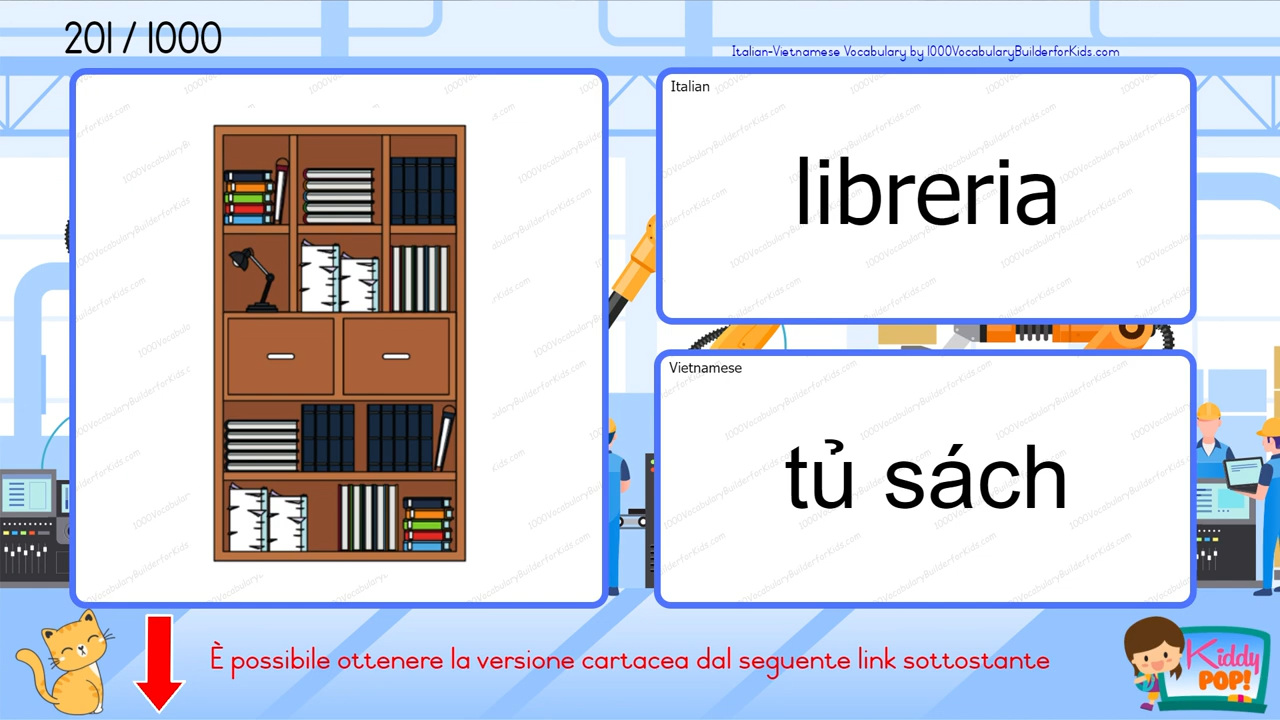 201 / 1000
Italian-Vietnamese Vocabulary by 1000VocabularyBuilderforKids.com
Italian
libreria
Vietnamese
tủ sách
È possibile ottenere la versione cartacea dal seguente link sottostante
Kiddy
POP!